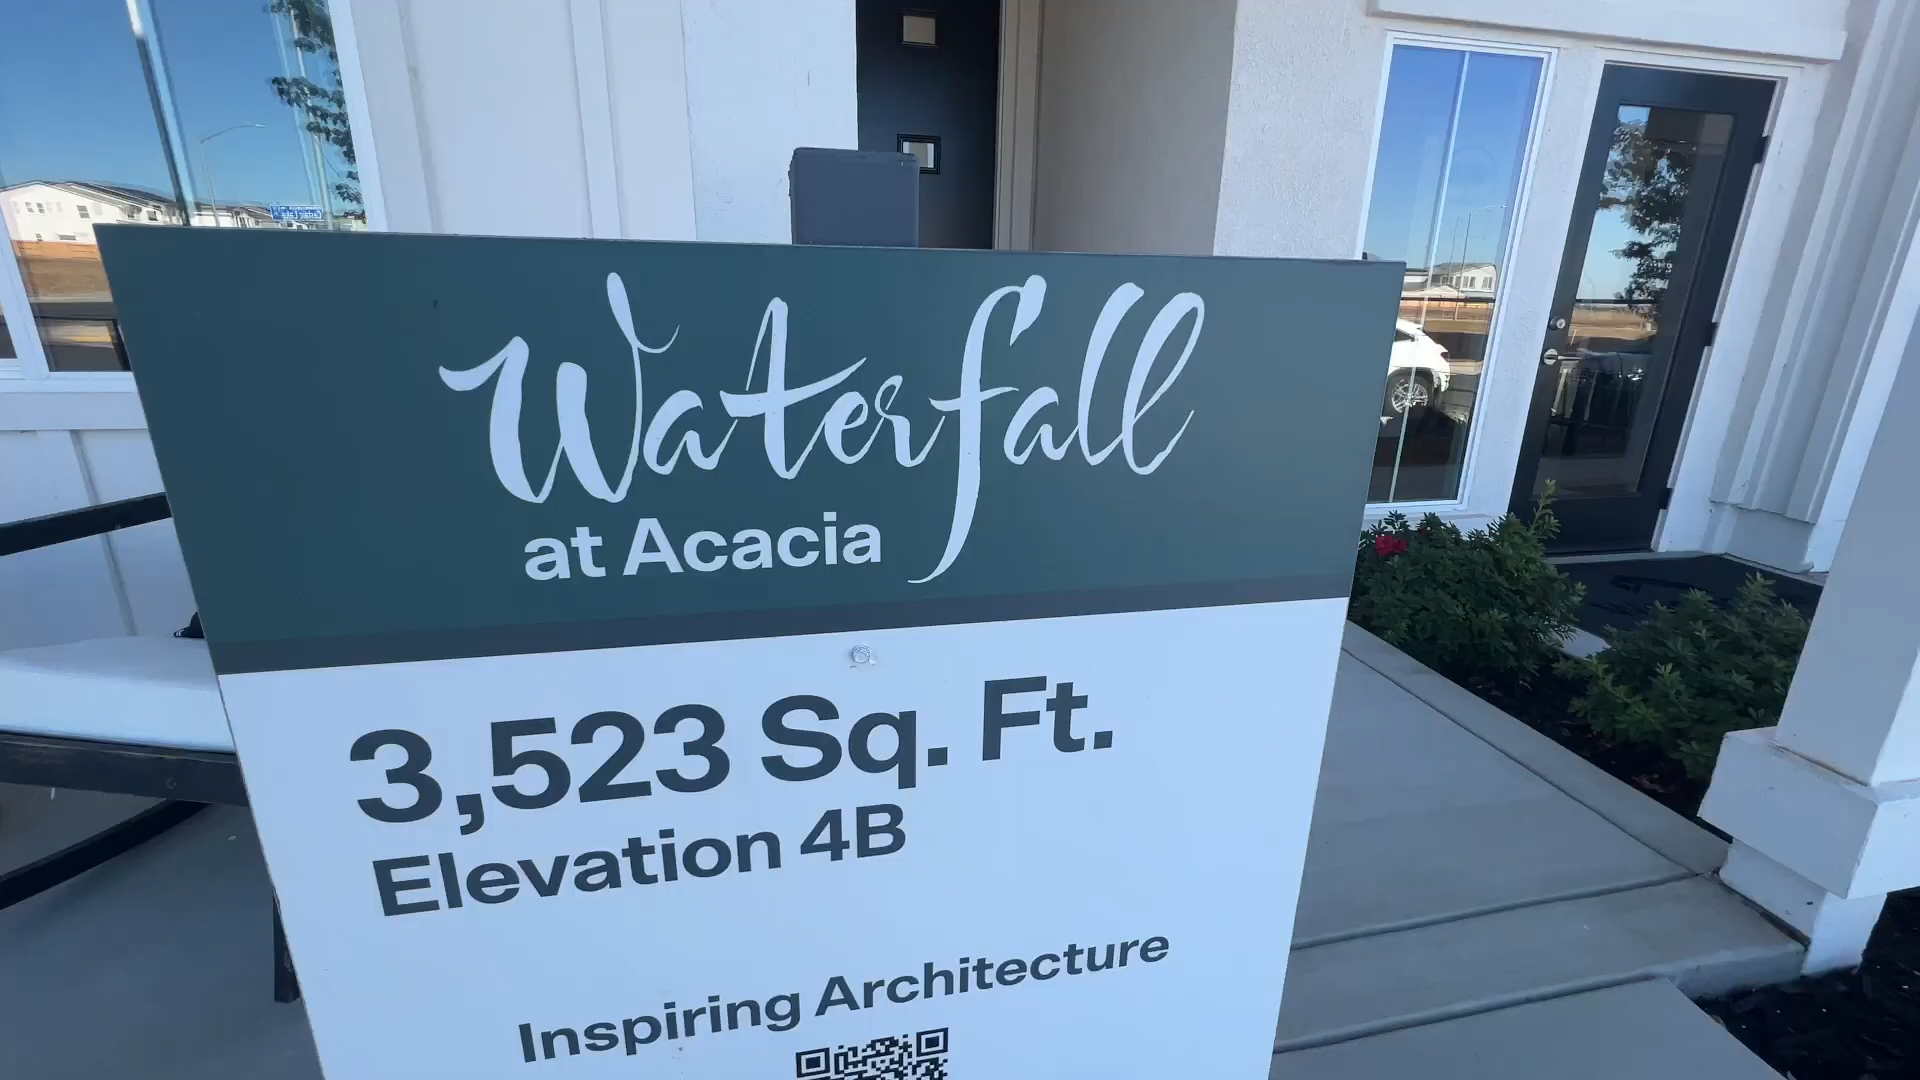 Waterfall
at Acacia
3,523 Sq. Ft.
Elevation 4B
Inspiring Architecture